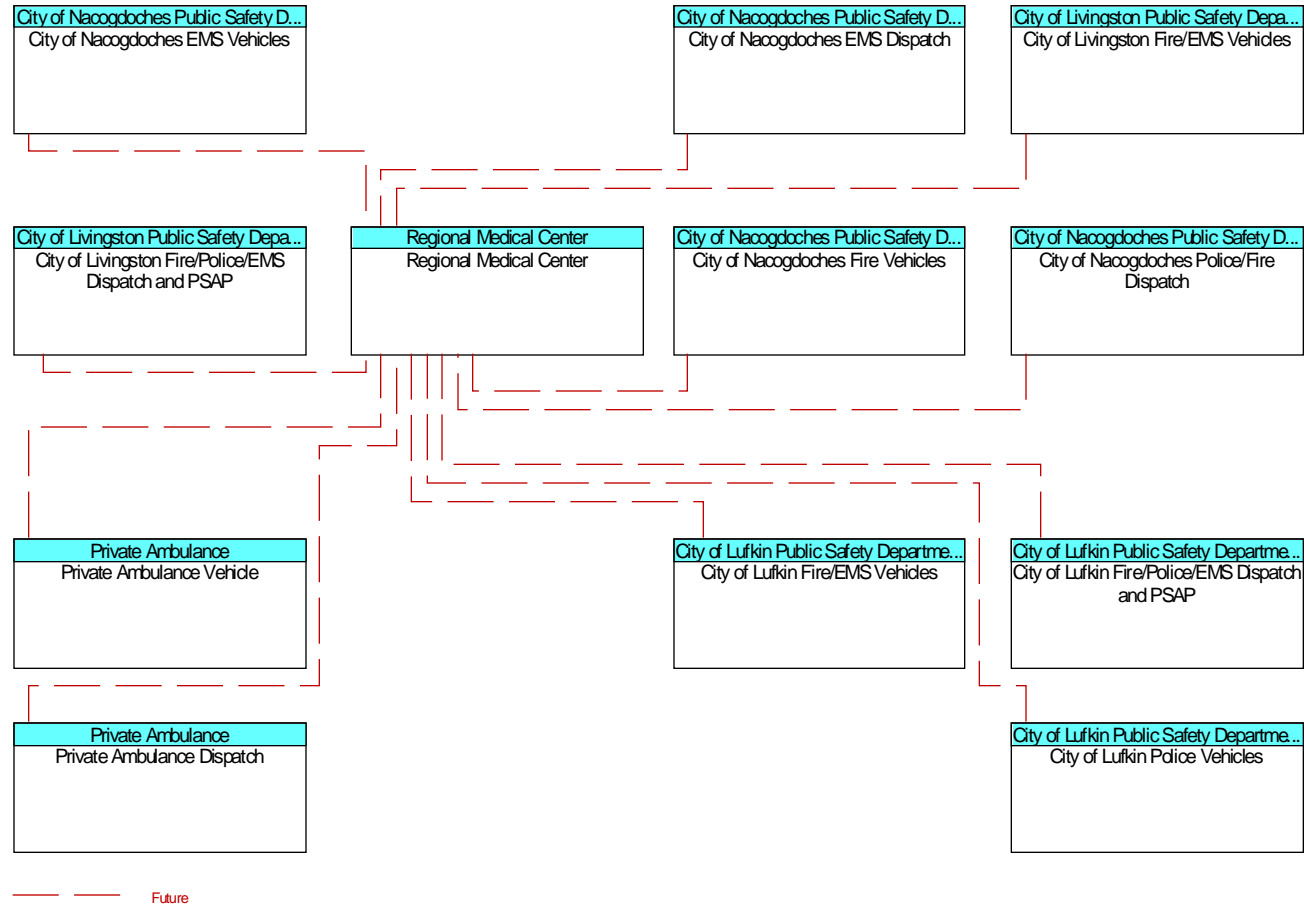 City of Nacogdoches Public Safety D...
City of Nacogdoches EMS Vehicles
City of Nacogdoches Public Safety D...
City of Nacogdoches EMS Dispatch
City of Livingston Public Safety Depa...
City of Livingston Fire/EMS Vehicles
City of Livingston Public Safety Depa...
City of Livingston Fire/Police/EMS
Dispatch and PSAP
Regional Medical Center
Regional Medical Center
City of Nacogdoches Public Safety D...
City of Nacogdoches Fire Vehicles
City of Nacogdoches Public Safety D...
City of Nacogdoches Police/Fire
Dispatch
Private Ambulance
Private Ambulance Vehicle
City of Lufkin Public Safety Departme...
City of Lufkin Fire/EMS Vehicles
City of Lufkin Public Safety Departme...
City of Lufkin Fire/Police/EMS Dispatch
and PSAP
Private Ambulance
Private Ambulance Dispatch
City of Lufkin Public Safety Departme...
City of Lufkin Police Vehicles
Future